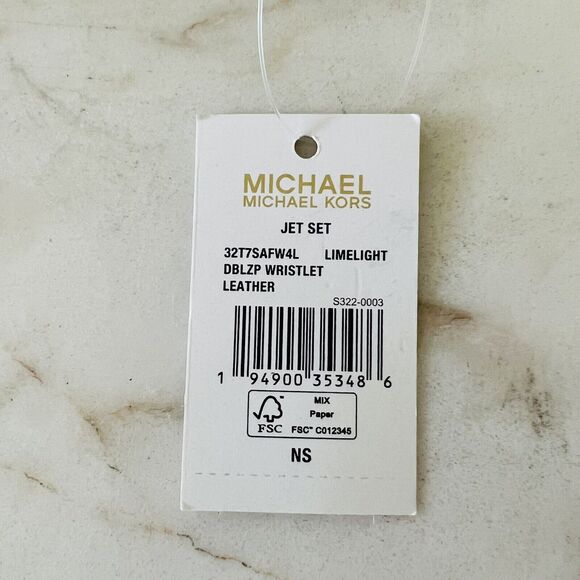 MICHAEL
MICHAEL KORS
JET SET
32T7SAFW4L LIMELIGHT
DBLZP WRISTLET
LEATHER
S322-0003
1 94900 35348 6
MIX
Paper
FSC FSC™ C012345
NS